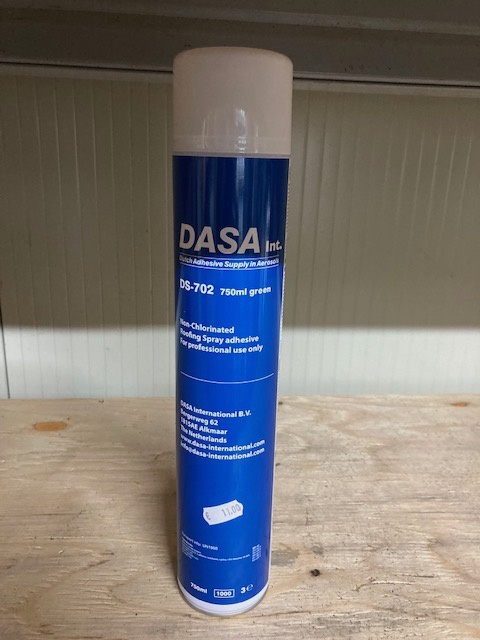 DASA Int.
Dutch Adhesive Supply in Aerosols
DS-702 750ml green
Non-Chlorinated
Roofing Spray adhesive
For professional use only
DASA International B.V.
1815AE Alkmaar
The Netherlands
www.dasa-international.com
info@dasa-international.com
€ 11.00
750ml 1000 3 ℮